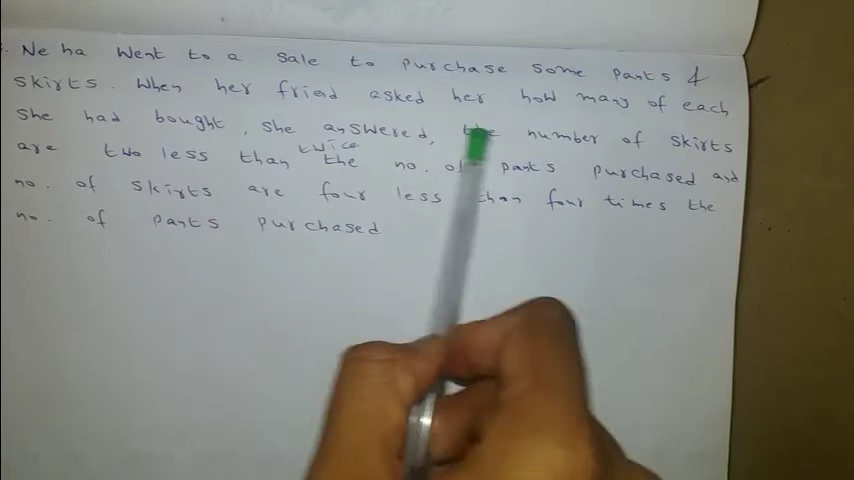 . Neha went to a sale to purchase some pants &
skirts. When her friend asked her how many of each
she had bought, she answered, the number of skirts
are two less than twice the no. of pants purchased and
no. of skirts are four less than four times the
no. of pants purchased